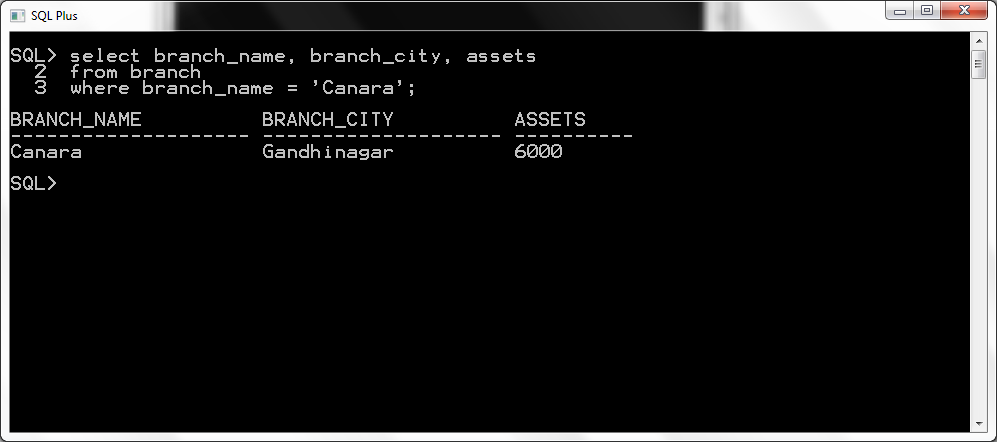 SQL Plus
SQL> select branch_name, branch_city, assets
  2  from branch
  3  where branch_name = 'Canara';
BRANCH_NAME          BRANCH_CITY          ASSETS
-------------------- -------------------- ----------
Canara               Gandhinagar          6000
SQL>